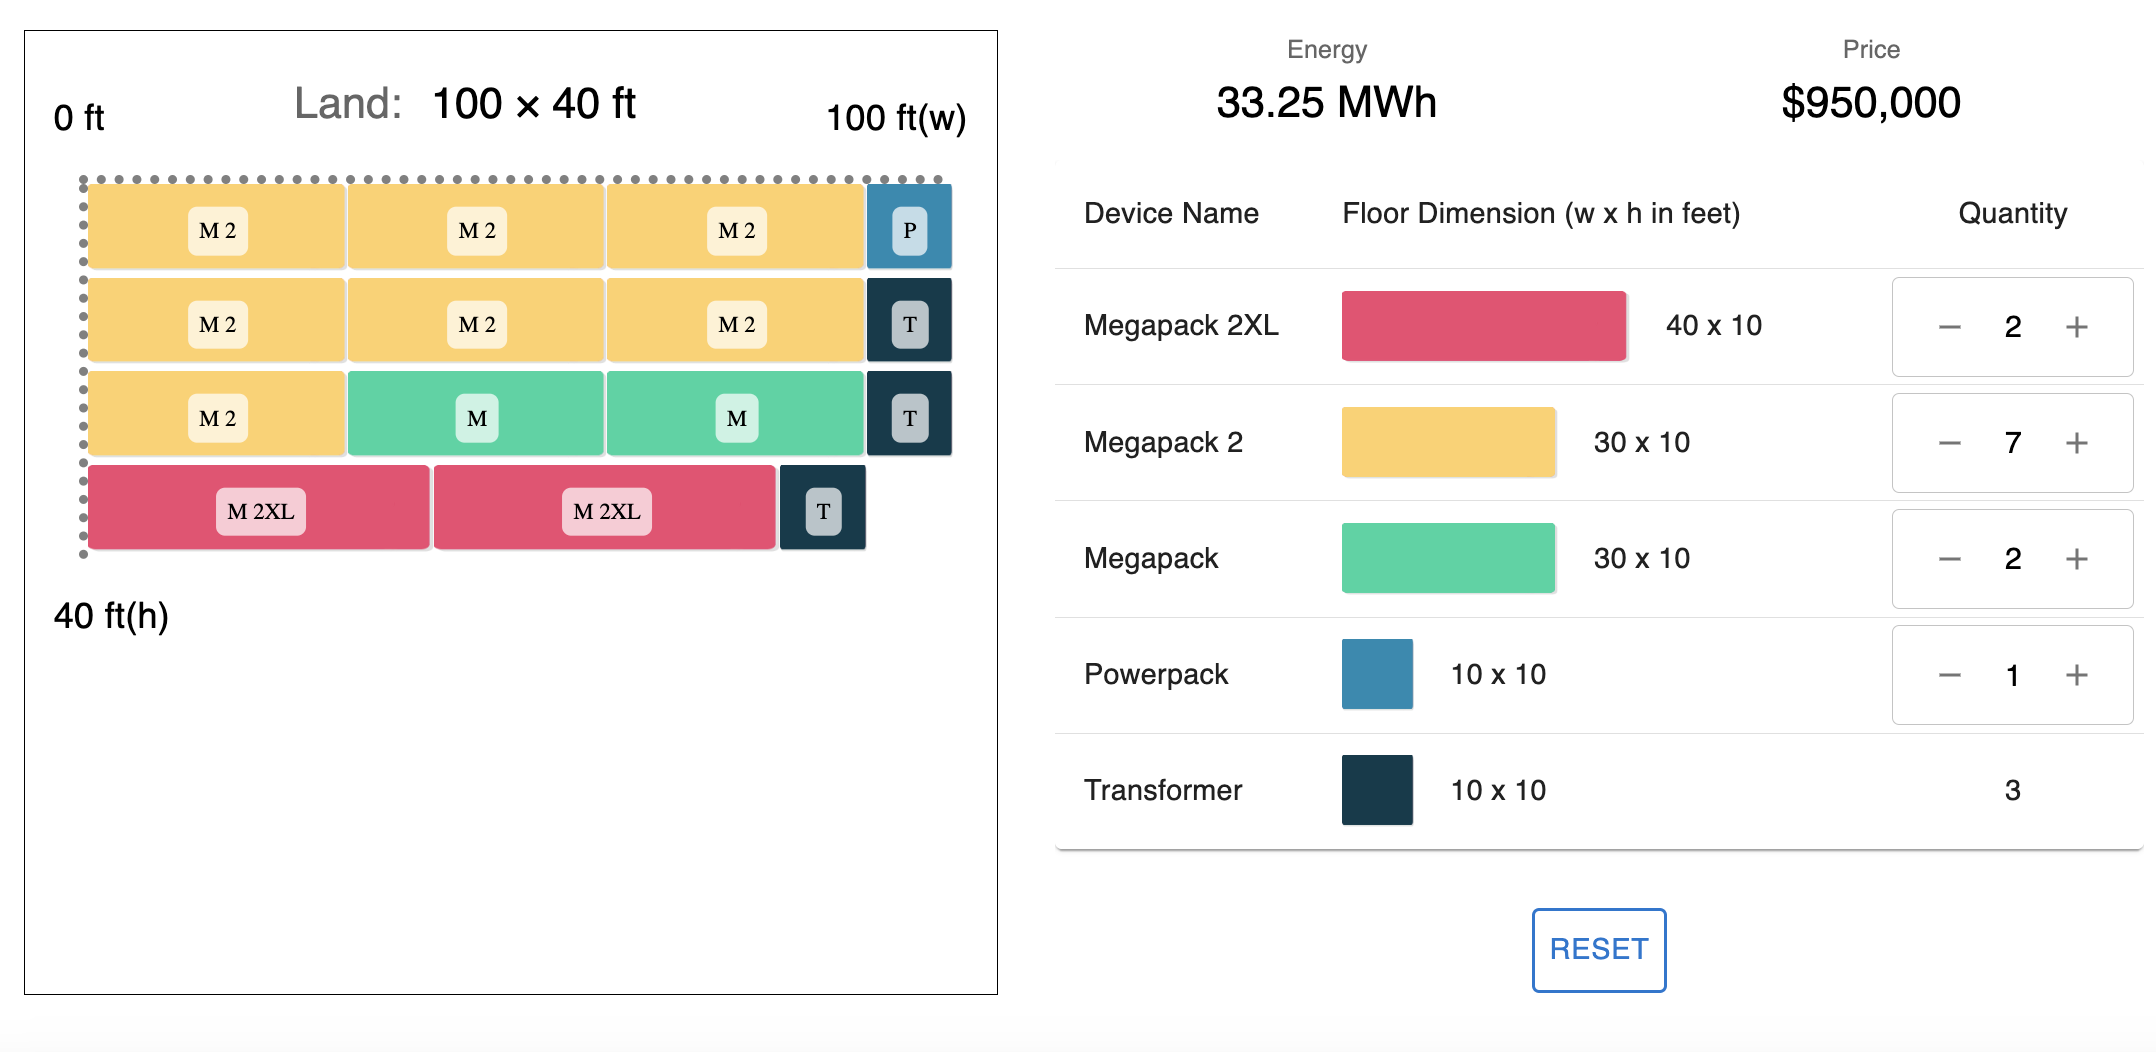 0 ft
Land: 100 × 40 ft
100 ft(w)
M 2 M 2 M 2 P
M 2 M 2 M 2 T
M 2 M M T
M 2XL M 2XL T
40 ft(h)
Energy
33.25 MWh
Price
$950,000
Device Name Floor Dimension (w x h in feet) Quantity
Megapack 2XL 40 x 10 − 2 +
Megapack 2 30 x 10 − 7 +
Megapack 30 x 10 − 2 +
Powerpack 10 x 10 − 1 +
Transformer 10 x 10 3
RESET